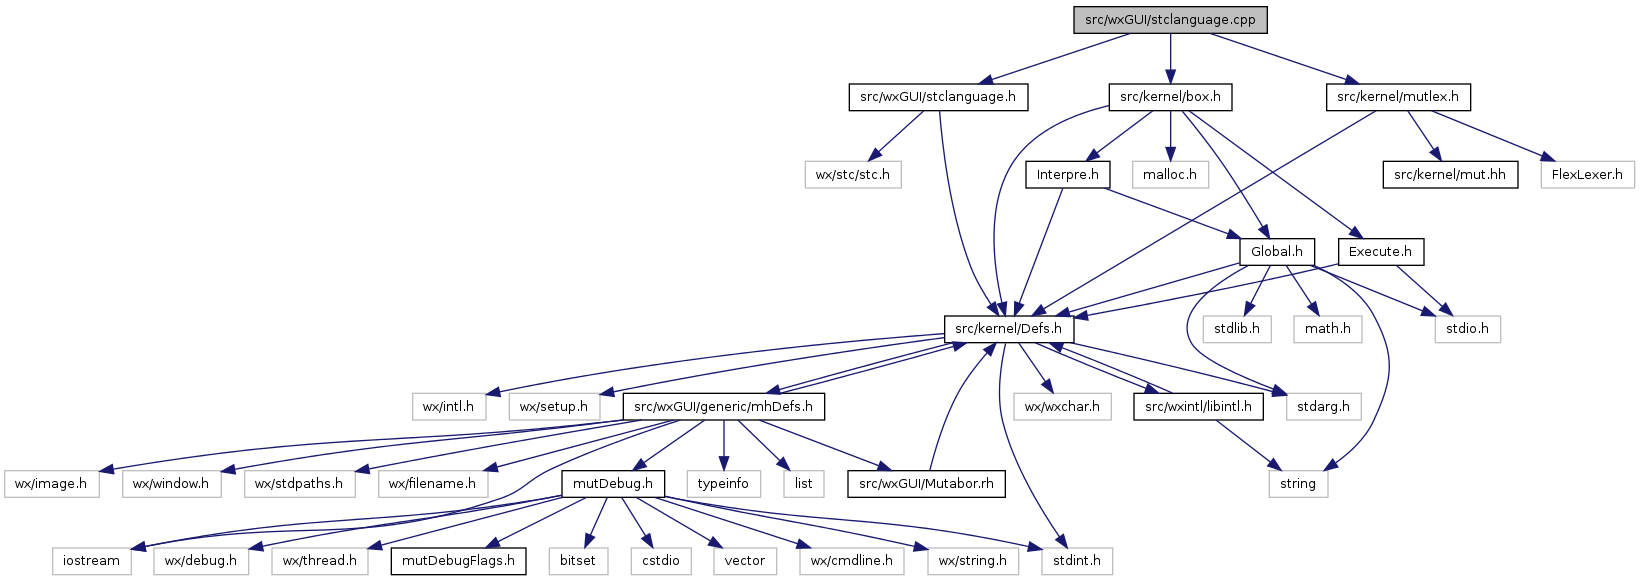 src/wxGUI/stclanguage.cpp
src/wxGUI/stclanguage.h
src/kernel/box.h
src/kernel/mutlex.h
wx/stc/stc.h
Interpre.h
malloc.h
src/kernel/mut.hh
FlexLexer.h
Global.h
Execute.h
src/kernel/Defs.h
stdlib.h
math.h
stdio.h
wx/intl.h
wx/setup.h
src/wxGUI/generic/mhDefs.h
wx/wxchar.h
src/wxintl/libintl.h
stdarg.h
wx/image.h
wx/window.h
wx/stdpaths.h
wx/filename.h
mutDebug.h
typeinfo
list
src/wxGUI/Mutabor.rh
string
iostream
wx/debug.h
wx/thread.h
mutDebugFlags.h
bitset
cstdio
vector
wx/cmdline.h
wx/string.h
stdint.h